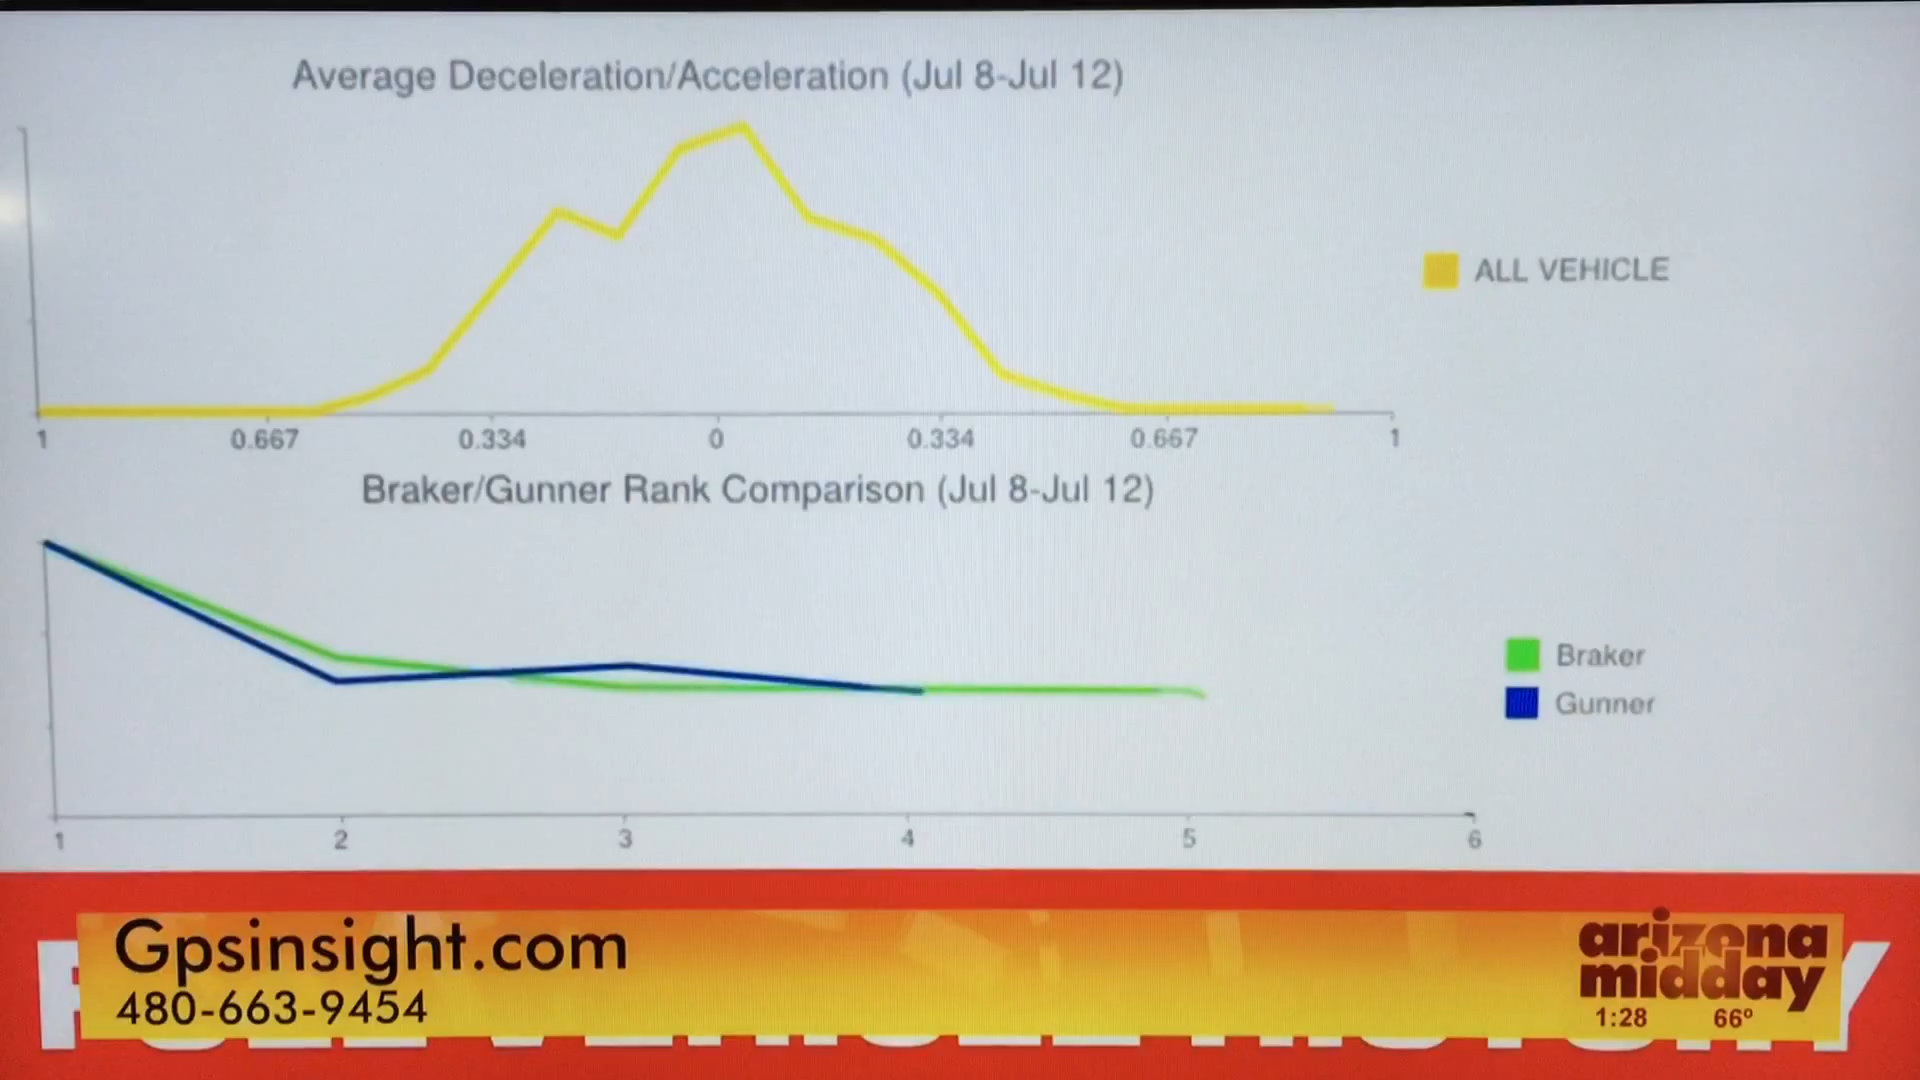 Average Deceleration/Acceleration (Jul 8-Jul 12)
ALL VEHICLE
1 0.667 0.334 0 0.334 0.667 1
Braker/Gunner Rank Comparison (Jul 8-Jul 12)
Braker
Gunner
1 2 3 4 5 6
Gpsinsight.com
480-663-9454
arizona
midday
1:28 66º